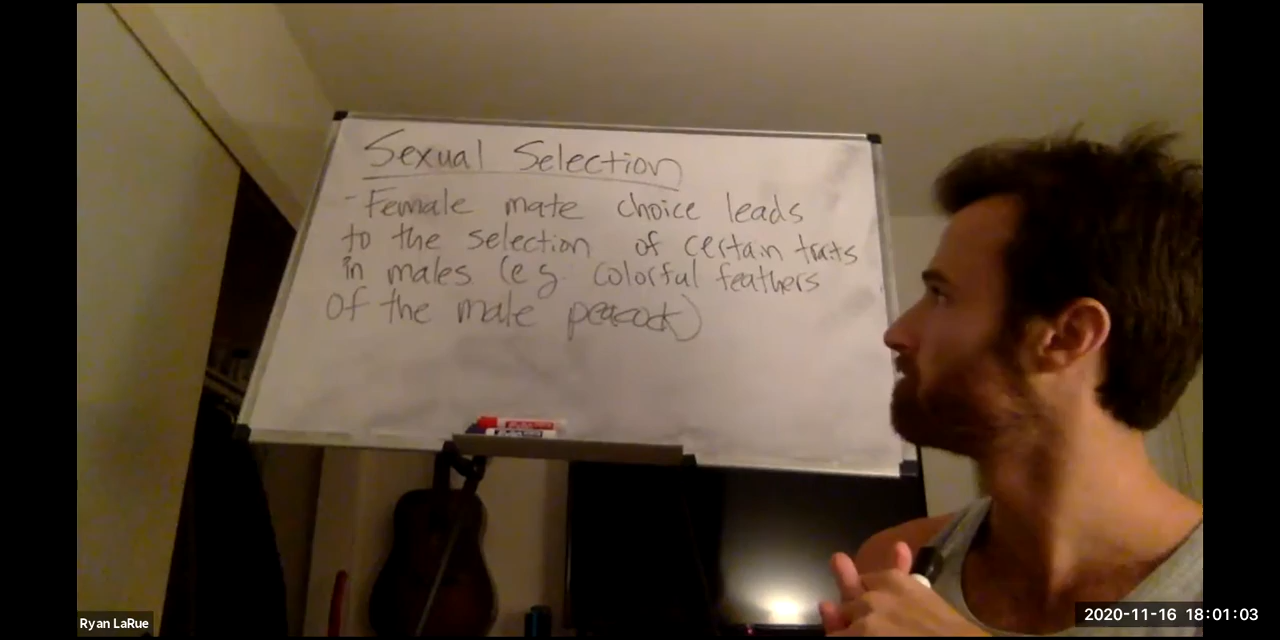 Sexual Selection
- Female mate choice leads
to the selection of certain traits
in males (e.g. colorful feathers
of the male peacock)
Ryan LaRue
2020-11-16 18:01:03